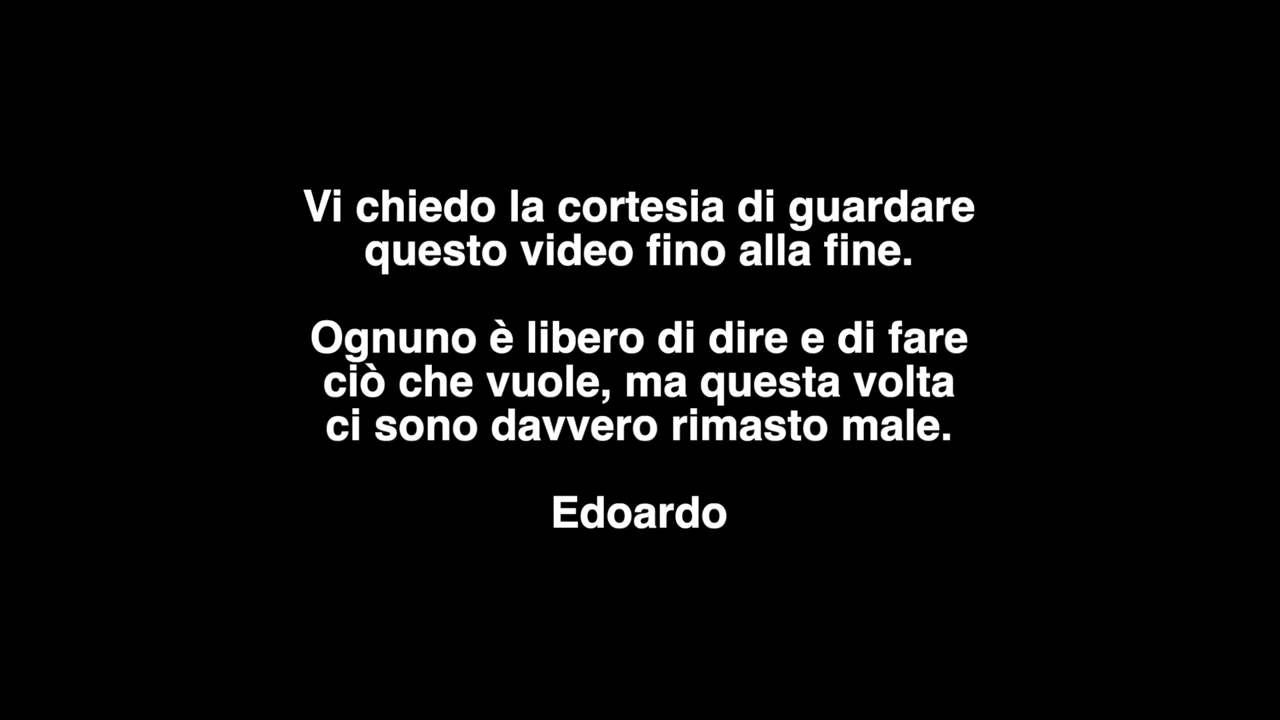 Vi chiedo la cortesia di guardare
questo video fino alla fine.
Ognuno è libero di dire e di fare
ciò che vuole, ma questa volta
ci sono davvero rimasto male.
Edoardo